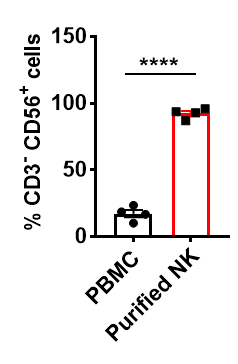 % CD3⁻ CD56⁺ cells
150
100
50
0
****
PBMC
Purified NK